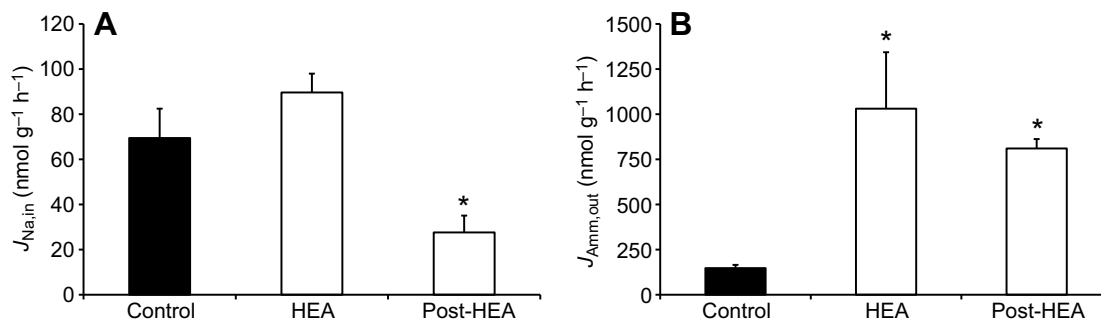 A
J_Na,in (nmol g⁻¹ h⁻¹)
120
100
80
60
40
20
0
*
Control HEA Post-HEA
B
J_Amm,out (nmol g⁻¹ h⁻¹)
1500
1250
1000
750
500
250
0
*
*
Control HEA Post-HEA